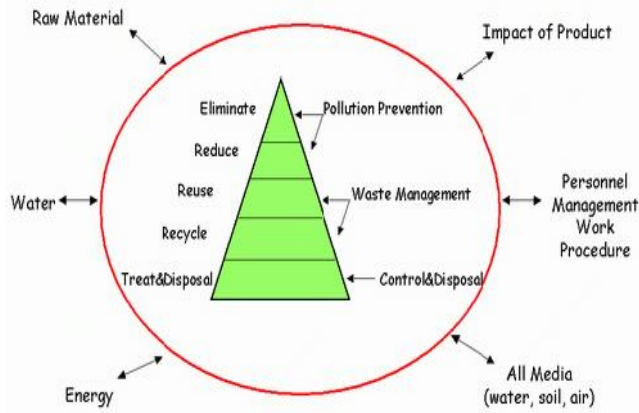 Raw Material
Impact of Product
Eliminate
Pollution Prevention
Reduce
Reuse
Waste Management
Water
Personnel
Management
Work
Procedure
Recycle
Treat&Disposal
Control&Disposal
Energy
All Media
(water, soil, air)